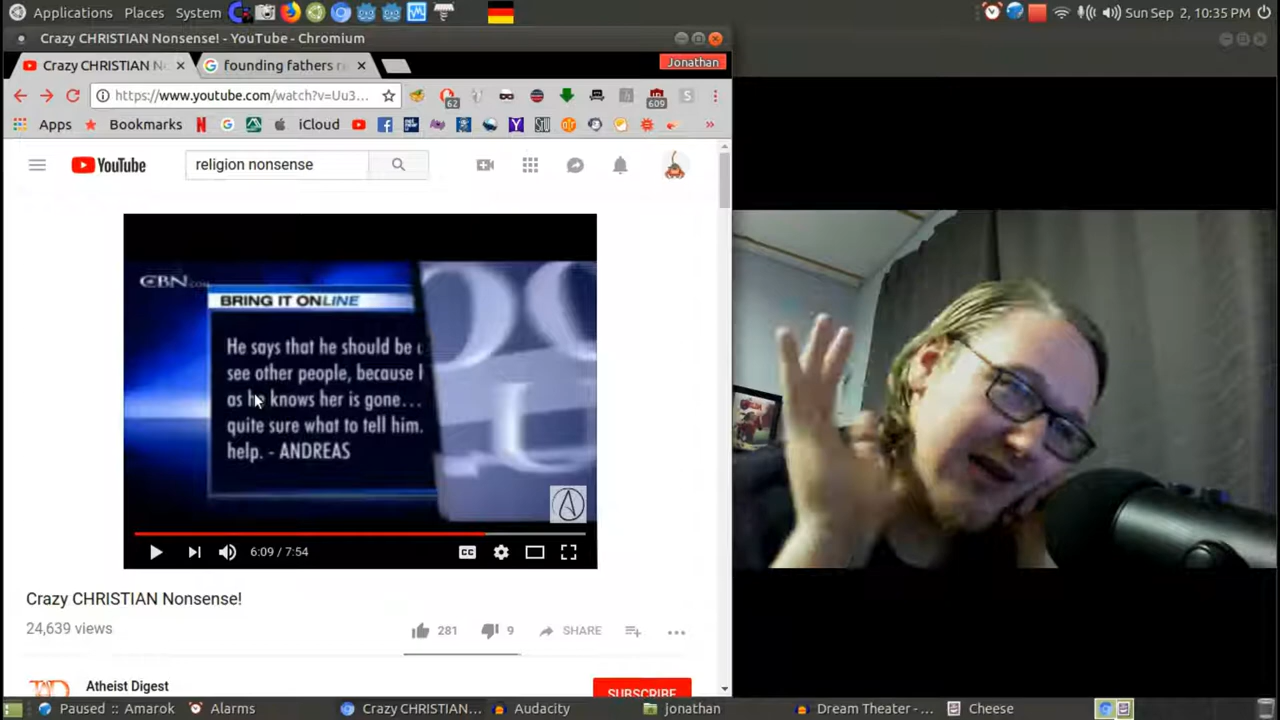 Applications Places System
Sun Sep 2, 10:35 PM
Crazy CHRISTIAN Nonsense! - YouTube - Chromium
Crazy CHRISTIAN N
founding fathers r
Jonathan
https://www.youtube.com/watch?v=Uu3...
62
609
Apps Bookmarks iCloud
YouTube
religion nonsense
CBN.COM
BRING IT ONLINE
He says that he should be
see other people, because
as he knows her is gone...
quite sure what to tell him.
help. - ANDREAS
6:09 / 7:54
Crazy CHRISTIAN Nonsense!
24,639 views
281
9
SHARE
Atheist Digest
SUBSCRIBE
Paused :: Amarok
Alarms
Crazy CHRISTIAN...
Audacity
jonathan
Dream Theater - ...
Cheese